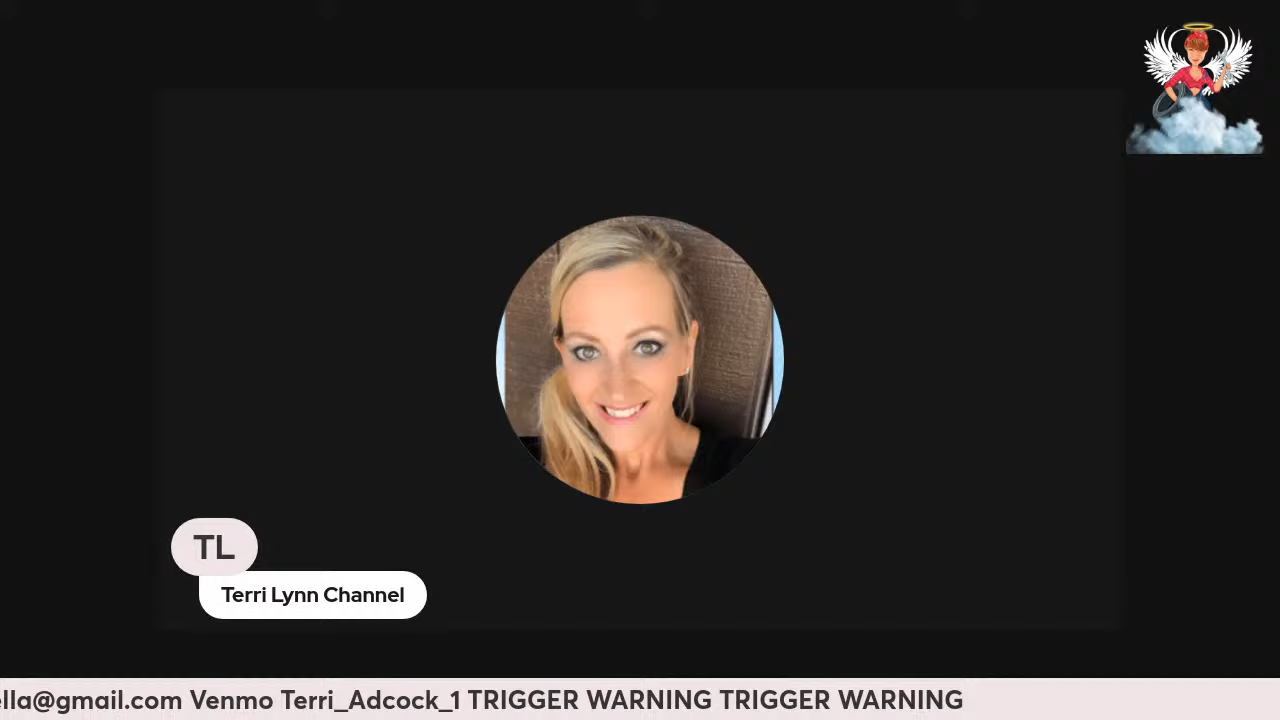 TL
Terri Lynn Channel
ella@gmail.com Venmo Terri_Adcock_1 TRIGGER WARNING TRIGGER WARNING